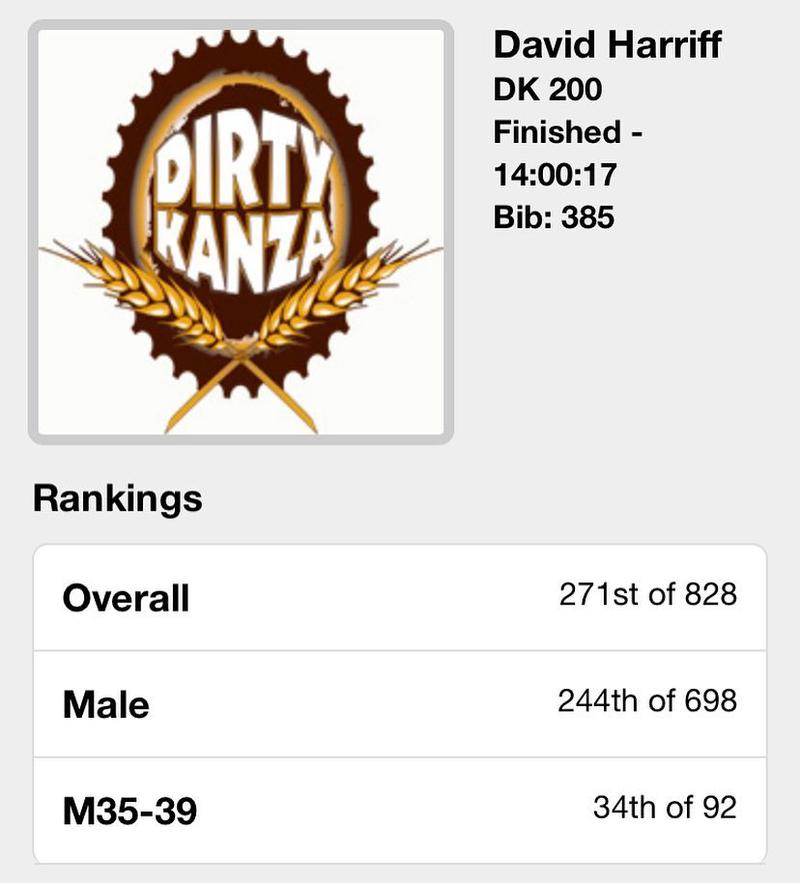 DIRTY
KANZA
David Harriff
DK 200
Finished -
14:00:17
Bib: 385
Rankings
Overall 271st of 828
Male 244th of 698
M35-39 34th of 92